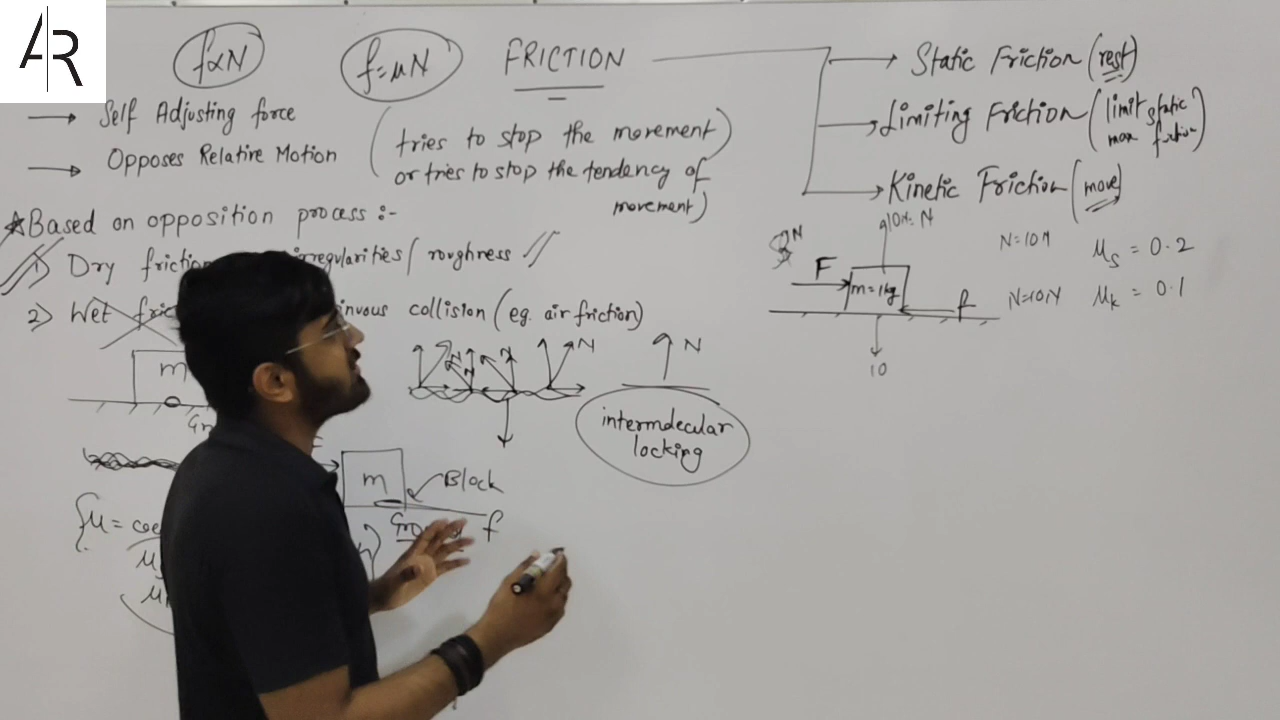 AR
f∝N
f=μN
FRICTION
→ Self Adjusting force
→ Opposes Relative Motion
(tries to stop the movement
or tries to stop the tendency of
movement)
→ Static Friction (rest)
→ Limiting Friction (limit static
max friction)
→ Kinetic Friction (move)
Based on opposition process :-
1) Dry friction irregularities/ roughness
2) Wet collision (eg. air friction)
m
N
N
intermolecular
locking
m
Block
f
μ =
N
F
10N= N
m=1kg
f
10
N=10N
N=10N
μs = 0.2
μk = 0.1